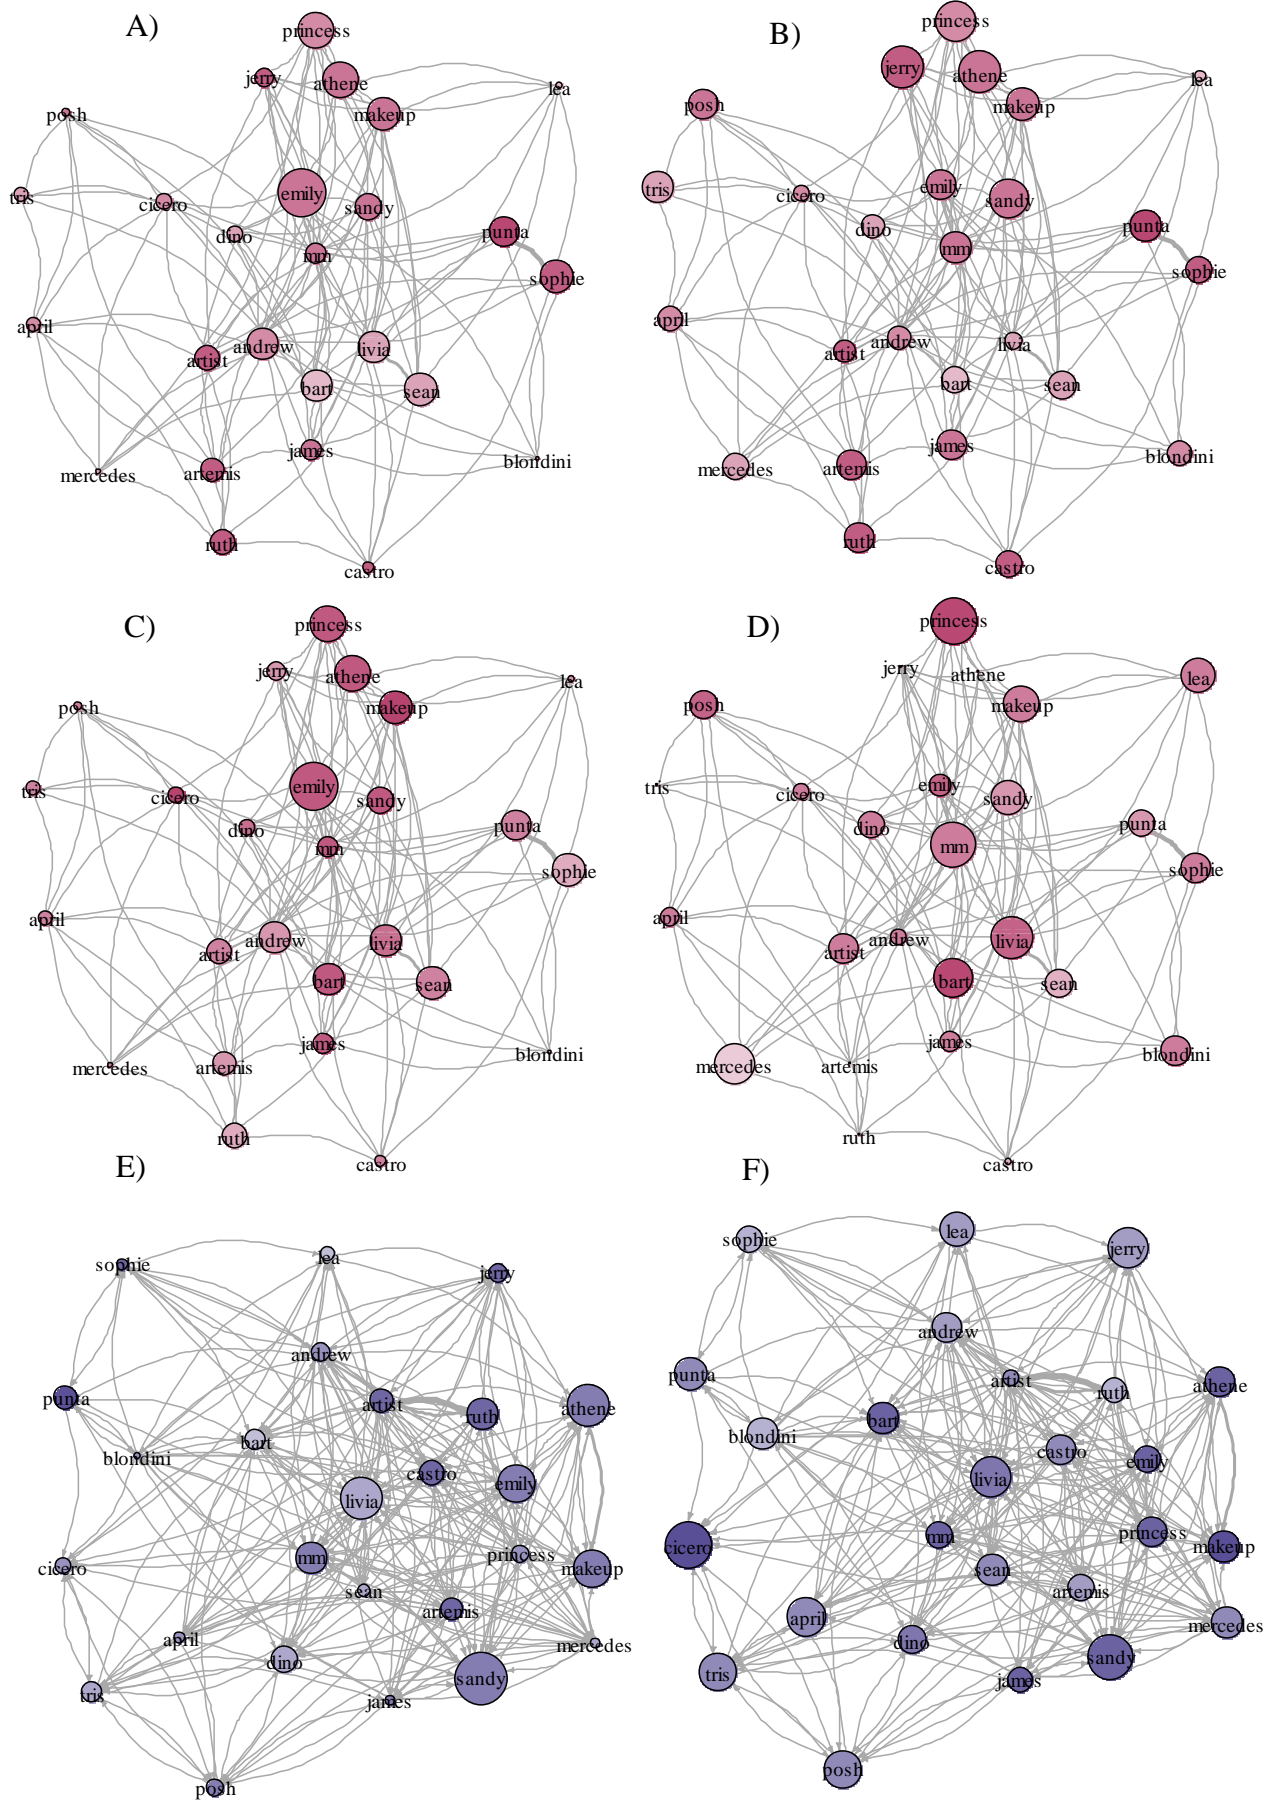 A)
princess
jerry
athene
lea
makeup
posh
tris
cicero
emily
sandy
dino
mm
punta
sophie
april
artist
andrew
livia
bart
sean
mercedes
artemis
james
blondini
ruth
castro
B)
princess
jerry
athene
lea
posh
makeup
tris
cicero
emily
sandy
dino
mm
punta
sophie
april
artist
andrew
livia
bart
sean
mercedes
artemis
james
blondini
ruth
castro
C)
princess
jerry
athene
lea
makeup
posh
tris
cicero
emily
sandy
dino
mm
punta
sophie
april
artist
andrew
livia
bart
sean
mercedes
artemis
james
blondini
ruth
castro
D)
princess
jerry
athene
lea
posh
makeup
tris
cicero
emily
sandy
dino
mm
punta
sophie
april
artist
andrew
livia
bart
sean
mercedes
artemis
james
blondini
ruth
castro
E)
sophie
lea
jerry
andrew
punta
artist
ruth
athene
bart
blondini
castro
emily
livia
cicero
mm
princess
makeup
sean
artemis
april
mercedes
dino
sandy
tris
james
posh
F)
sophie
lea
jerry
andrew
punta
artist
ruth
athene
bart
blondini
castro
emily
livia
cicero
mm
princess
makeup
sean
artemis
april
mercedes
dino
sandy
tris
james
posh